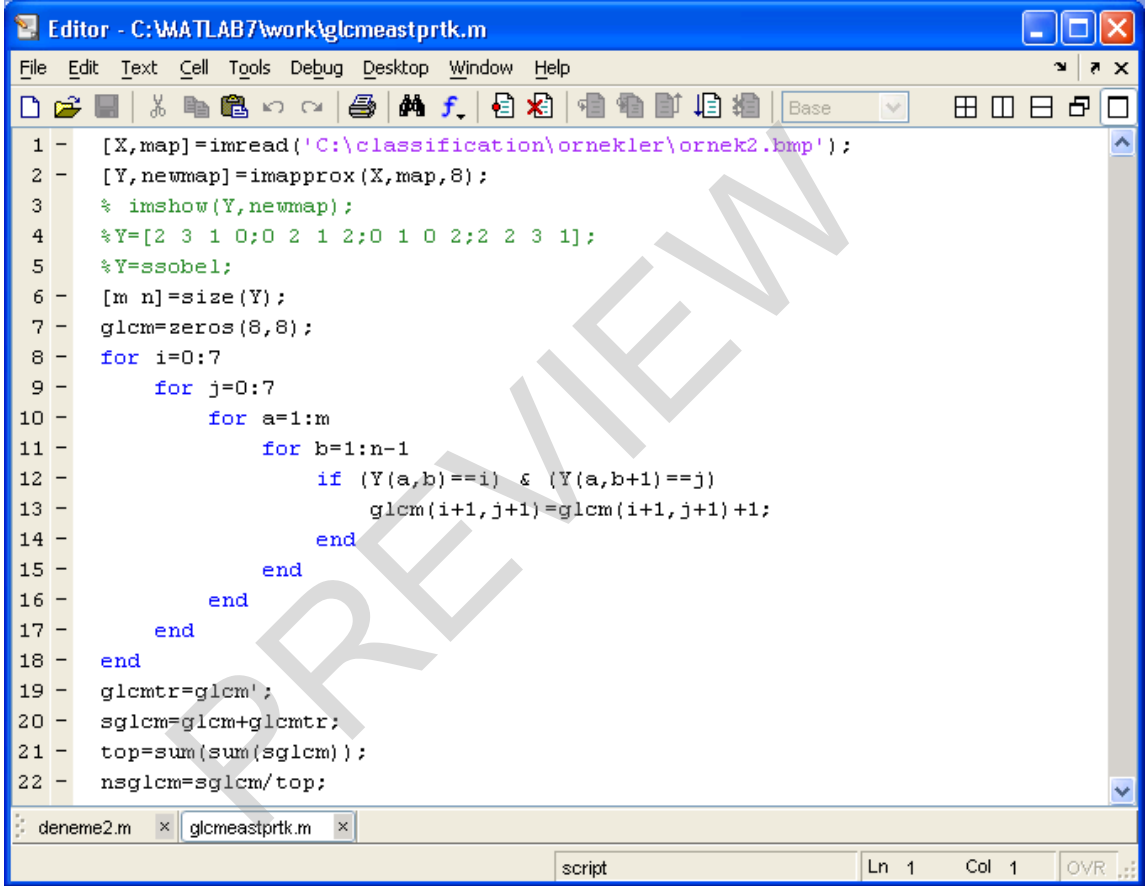 Editor - C:\MATLAB7\work\glcmeastprtk.m
File Edit Text Cell Tools Debug Desktop Window Help
Base
1 - [X,map]=imread('C:\classification\ornekler\ornek2.bmp');
2 - [Y,newmap]=imapprox(X,map,8);
3 % imshow(Y,newmap);
4 %Y=[2 3 1 0;0 2 1 2;0 1 0 2;2 2 3 1];
5 %Y=ssobel;
6 - [m n]=size(Y);
7 - glcm=zeros(8,8);
8 - for i=0:7
9 - for j=0:7
10 - for a=1:m
11 - for b=1:n-1
12 - if (Y(a,b)==i) & (Y(a,b+1)==j)
13 - glcm(i+1,j+1)=glcm(i+1,j+1)+1;
14 - end
15 - end
16 - end
17 - end
18 - end
19 - glcmtr=glcm';
20 - sglcm=glcm+glcmtr;
21 - top=sum(sum(sglcm));
22 - nsglcm=sglcm/top;
PREVIEW
deneme2.m × glcmeastprtk.m ×
script Ln 1 Col 1 OVR